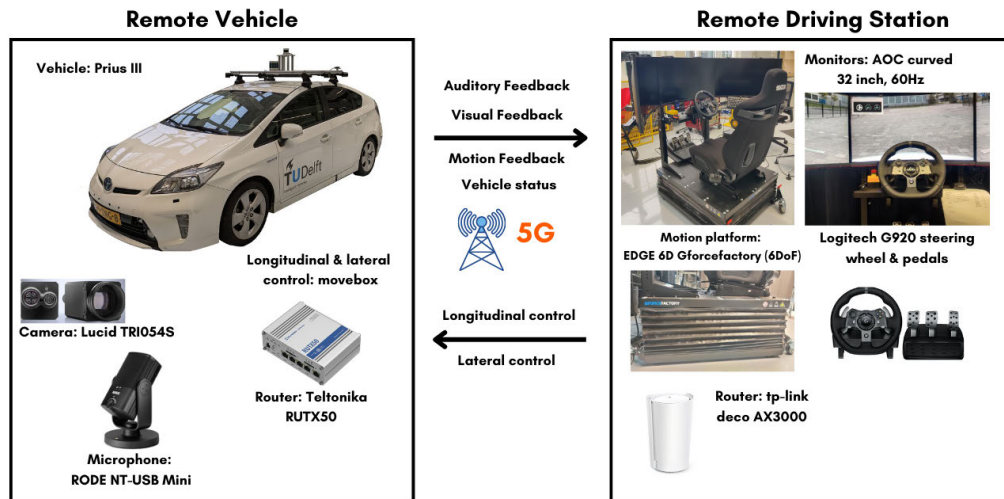 Remote Vehicle
Vehicle: Prius III
TUDelft
Longitudinal & lateral
control: movebox
Camera: Lucid TRI054S
RUTX50
Router: Teltonika
RUTX50
Microphone:
RODE NT-USB Mini
Auditory Feedback
Visual Feedback
Motion Feedback
Vehicle status
5G
Longitudinal control
Lateral control
Remote Driving Station
Monitors: AOC curved
32 inch, 60Hz
Motion platform:
EDGE 6D Gforcefactory (6DoF)
Logitech G920 steering
wheel & pedals
Router: tp-link
deco AX3000